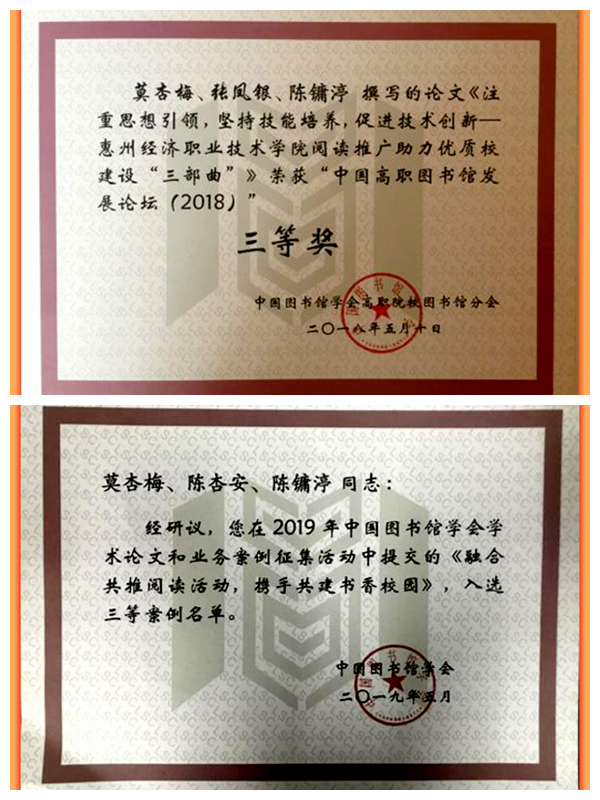 莫杏梅、张凤银、陈镛渟 撰写的论文《注
重思想引领，坚持技能培养，促进技术创新—
惠州经济职业技术学院阅读推广助力优质校
建设“三部曲”》荣获“中国高职图书馆发
展论坛（2018）”
三等奖
中国图书馆学会高职院校图书馆分会
二〇一八年五月十日
莫杏梅、陈杏安、陈镛渟 同志：
经研议，您在2019年中国图书馆学会学
术论文和业务案例征集活动中提交的《融合
共推阅读活动，携手共建书香校园》，入选
三等案例名单。
中国图书馆学会
二〇一九年五月